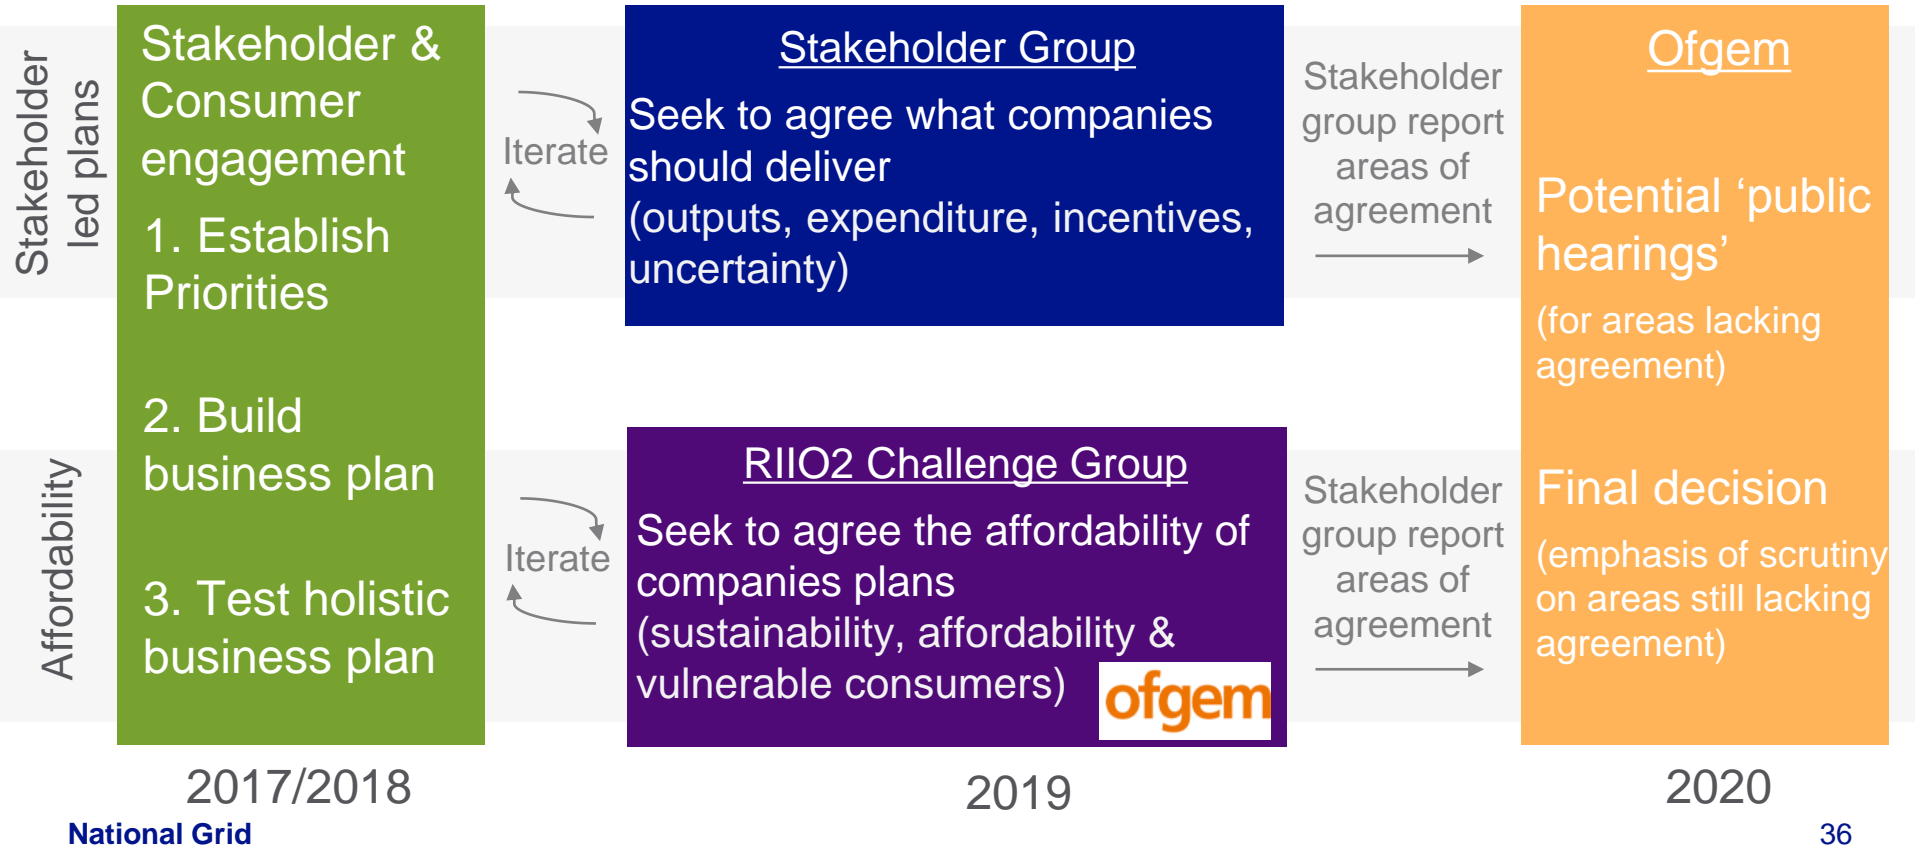 Stakeholder
led plans
Stakeholder &
Consumer
engagement
1. Establish
Priorities
2. Build
business plan
3. Test holistic
business plan
Iterate
Stakeholder Group
Seek to agree what companies
should deliver
(outputs, expenditure, incentives,
uncertainty)
Stakeholder
group report
areas of
agreement
Affordability
Iterate
RIIO2 Challenge Group
Seek to agree the affordability of
companies plans
(sustainability, affordability &
vulnerable consumers)
ofgem
Stakeholder
group report
areas of
agreement
Ofgem
Potential ‘public
hearings’
(for areas lacking
agreement)
Final decision
(emphasis of scrutiny
on areas still lacking
agreement)
2017/2018
2019
2020
National Grid
36